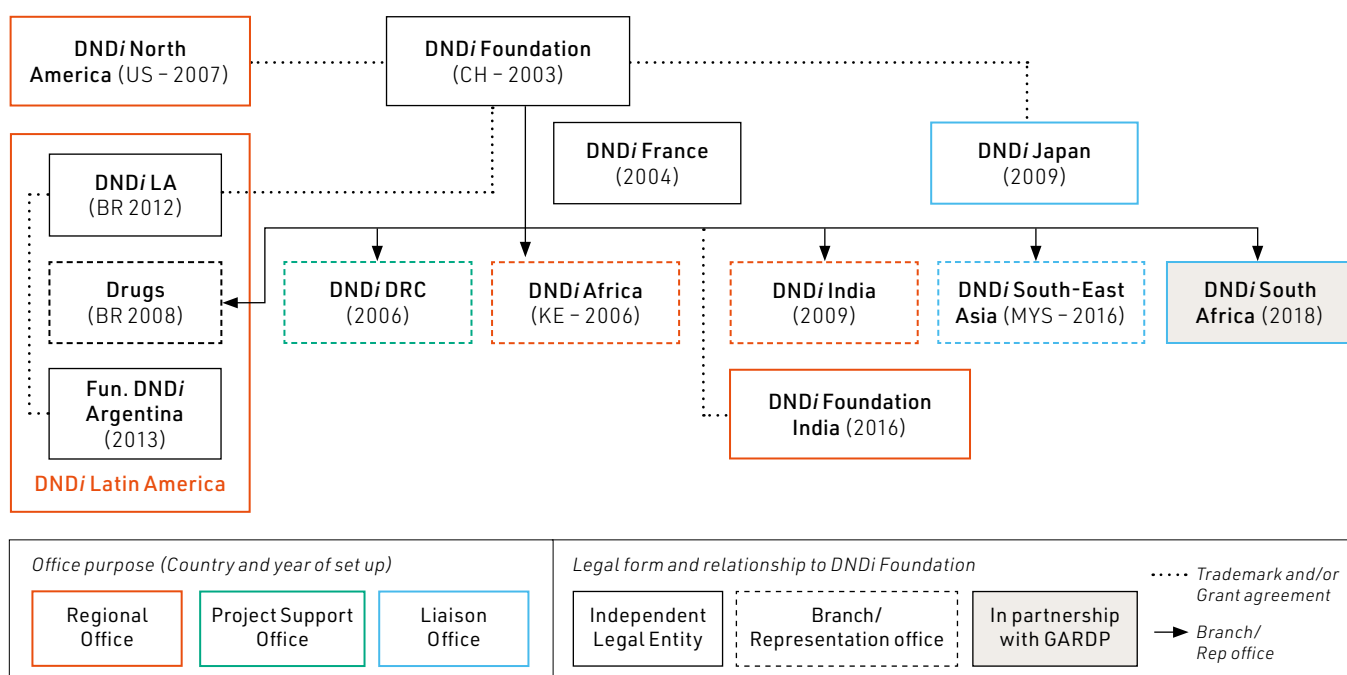 DNDi North
America (US – 2007)
DNDi Foundation
(CH – 2003)
DNDi France
(2004)
DNDi Japan
(2009)
DNDi LA
(BR 2012)
Drugs
(BR 2008)
Fun. DNDi
Argentina
(2013)
DNDi Latin America
DNDi DRC
(2006)
DNDi Africa
(KE – 2006)
DNDi India
(2009)
DNDi South-East
Asia (MYS – 2016)
DNDi South
Africa (2018)
DNDi Foundation
India (2016)
Office purpose (Country and year of set up)
Regional
Office
Project Support
Office
Liaison
Office
Legal form and relationship to DNDi Foundation
Independent
Legal Entity
Branch/
Representation office
In partnership
with GARDP
Trademark and/or
Grant agreement
Branch/
Rep office